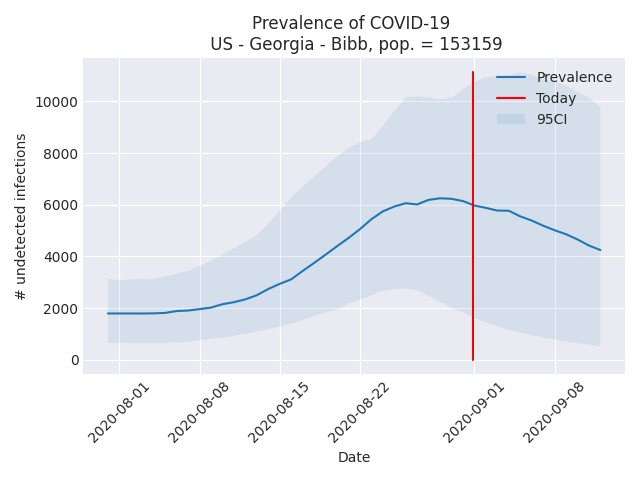 Prevalence of COVID-19
US - Georgia - Bibb, pop. = 153159
Prevalence
Today
95CI
10000
8000
6000
4000
2000
0
# undetected infections
2020-08-01
2020-08-08
2020-08-15
2020-08-22
2020-09-01
2020-09-08
Date